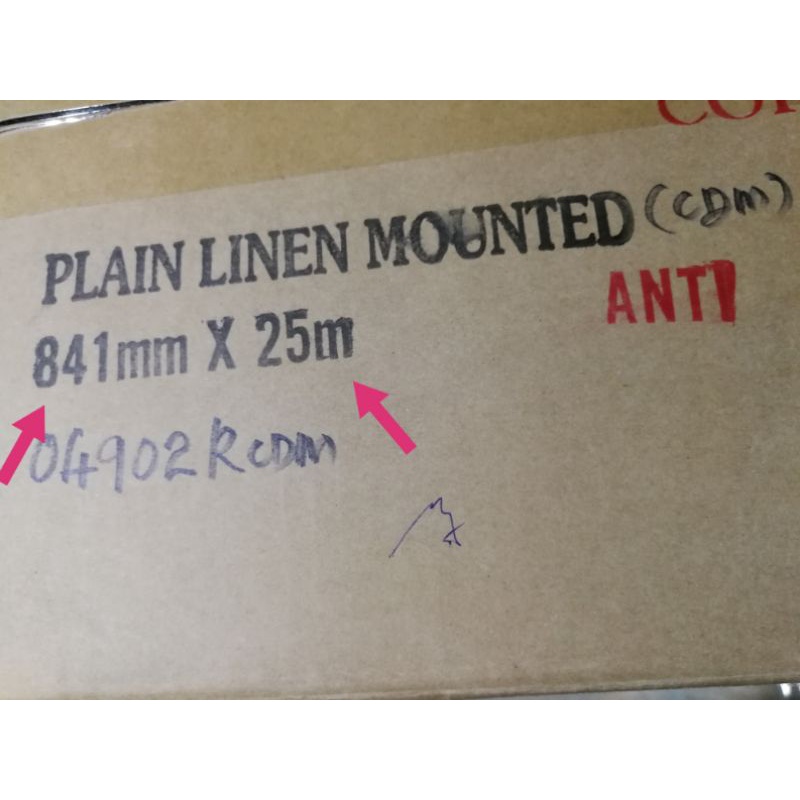 PLAIN LINEN MOUNTED (CDM)
ANTI
841mm X 25m
04902RCDM